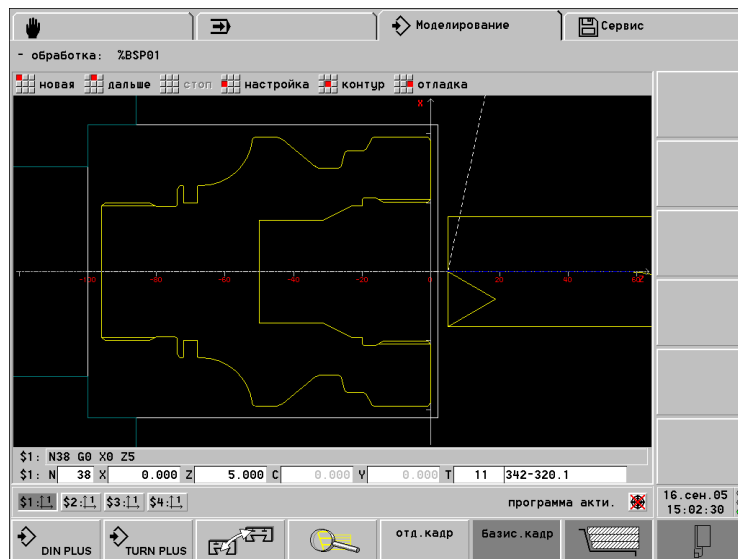 Моделирование
Сервис
- обработка: %BSP01
новая дальше стоп настройка контур отладка
X
-100 -80 -60 -40 -20 0 20 40 60Z
$1: N38 G0 X0 Z5
$1: N 38 X 0.000 Z 5.000 C 0.000 Y 0.000 T 11 342-320.1
$1: $2: $3: $4: программа акти. 16.сен.05
15:02:30
DIN PLUS TURN PLUS отд.кадр базис.кадр